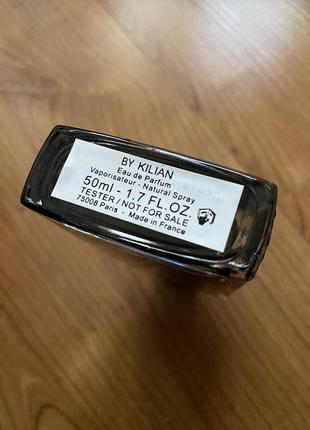 BY KILIAN
Eau de Parfum
Vaporisateur - Natural Spray
50ml - 1.7 FL.OZ.
TESTER / NOT FOR SALE
75008 Paris - Made in France